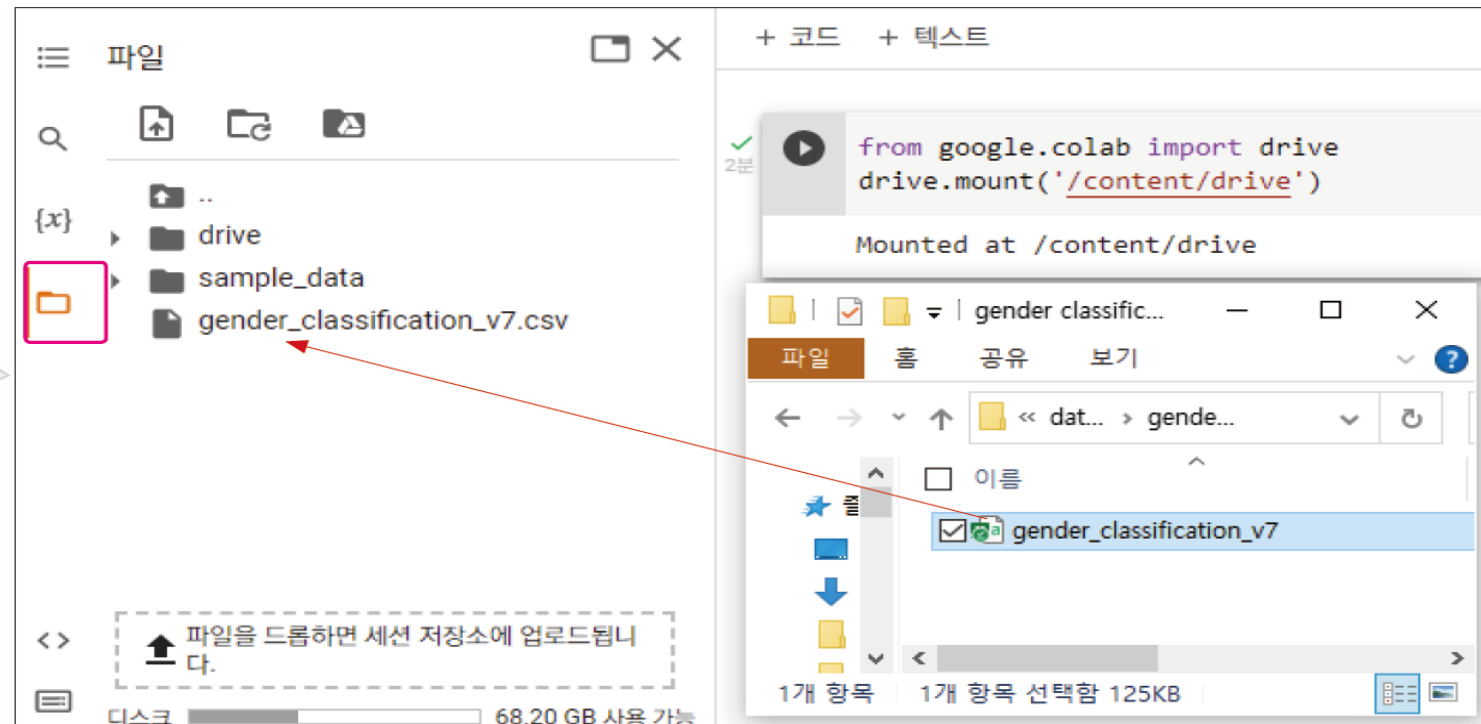 파일
..
drive
sample_data
gender_classification_v7.csv
{x}
<>
파일을 드롭하면 세션 저장소에 업로드됩니
다.
디스크
68.20 GB 사용 가능
+ 코드 + 텍스트
2분
from google.colab import drive
drive.mount('/content/drive')
Mounted at /content/drive
gender classific...
파일 홈 공유 보기
« dat... › gende...
이름
gender_classification_v7
1개 항목 1개 항목 선택함 125KB